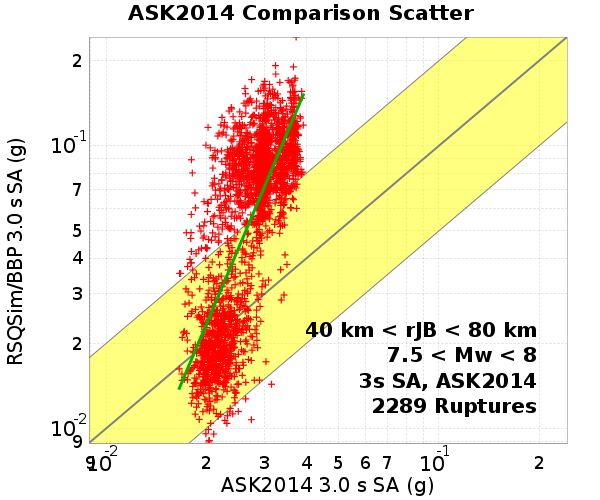 ASK2014 Comparison Scatter
RSQSim/BBP 3.0 s SA (g)
2
10⁻¹
7
5
4
3
2
10⁻²
9
40 km < rJB < 80 km
7.5 < Mw < 8
3s SA, ASK2014
2289 Ruptures
9 10⁻² 2 3 4 5 6 7 10⁻¹ 2
ASK2014 3.0 s SA (g)